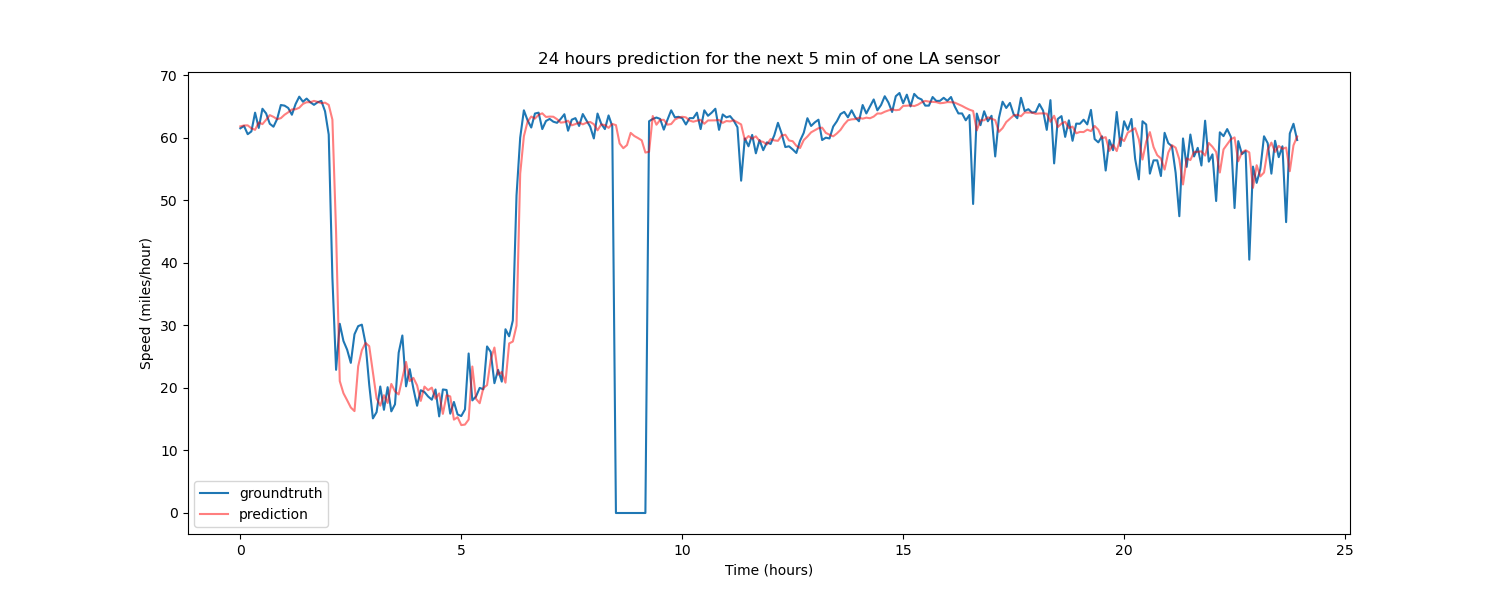 24 hours prediction for the next 5 min of one LA sensor
70
60
50
40
30
20
10
0
Speed (miles/hour)
groundtruth
prediction
0 5 10 15 20 25
Time (hours)